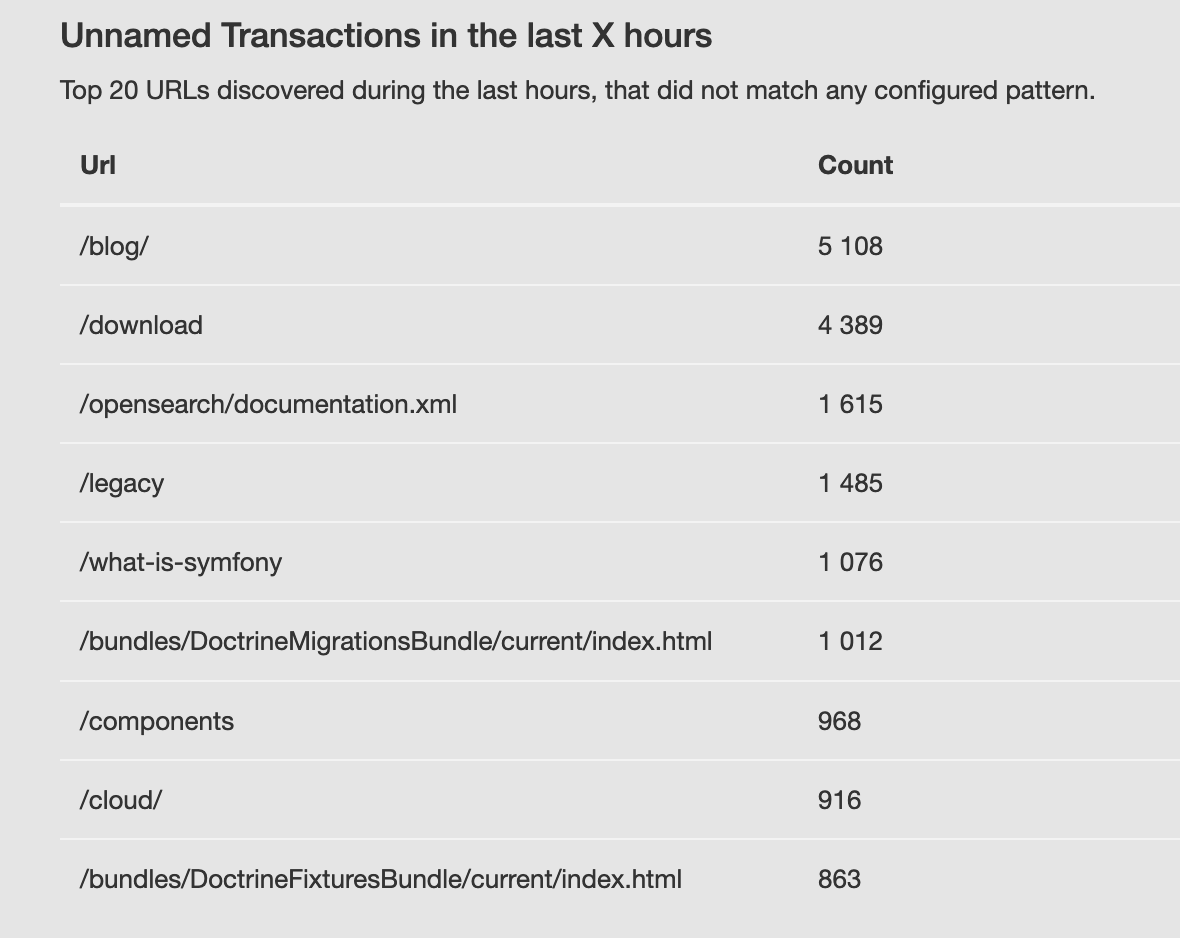 Unnamed Transactions in the last X hours
Top 20 URLs discovered during the last hours, that did not match any configured pattern.
Url Count
/blog/ 5 108
/download 4 389
/opensearch/documentation.xml 1 615
/legacy 1 485
/what-is-symfony 1 076
/bundles/DoctrineMigrationsBundle/current/index.html 1 012
/components 968
/cloud/ 916
/bundles/DoctrineFixturesBundle/current/index.html 863